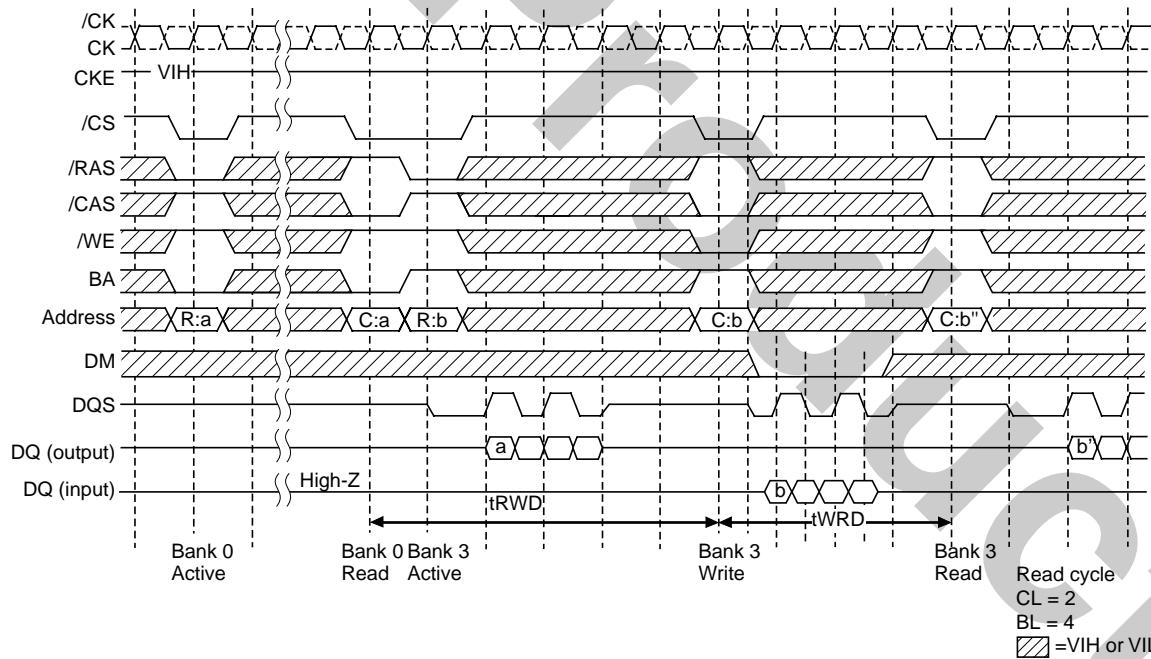 /CK
CK
CKE VIH
/CS
/RAS
/CAS
/WE
BA
Address R:a C:a R:b C:b C:b"
DM
DQS
DQ (output) a b"
DQ (input) High-Z b
tRWD tWRD
Bank 0 Bank 0 Bank 3 Bank 3 Bank 3
Active Read Active Write Read
Read cycle
CL = 2
BL = 4
=VIH or VIL
roduc